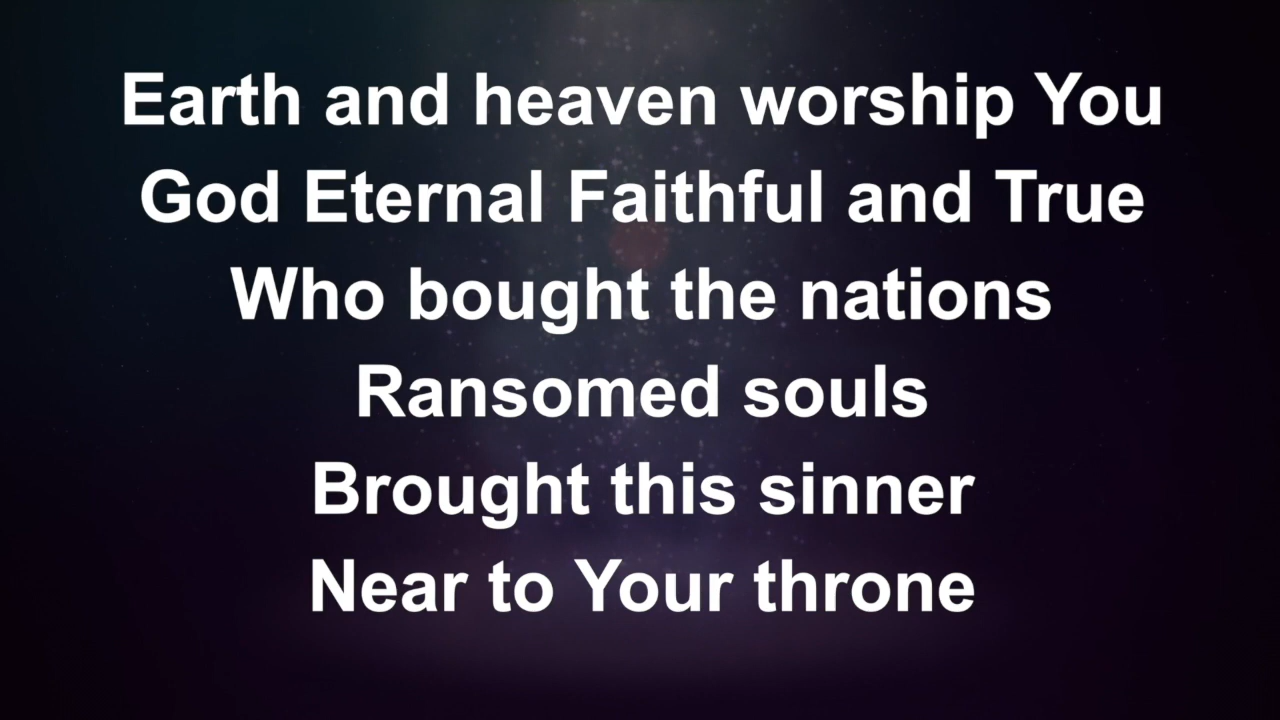 Earth and heaven worship You
God Eternal Faithful and True
Who bought the nations
Ransomed souls
Brought this sinner
Near to Your throne